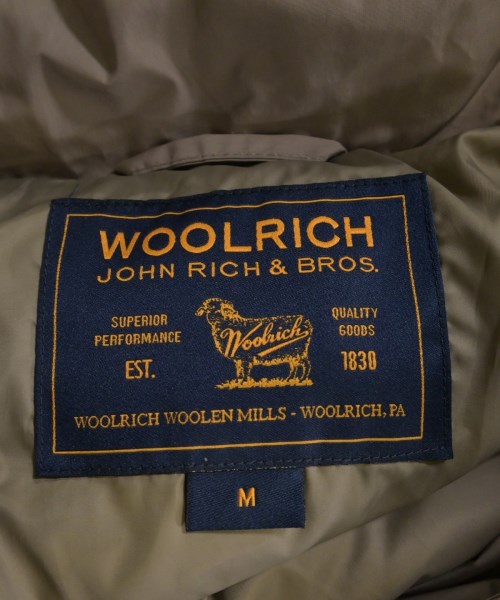 WOOLRICH
JOHN RICH & BROS.
SUPERIOR
PERFORMANCE
EST.
Woolrich
QUALITY
GOODS
1830
WOOLRICH WOOLEN MILLS - WOOLRICH, PA
M